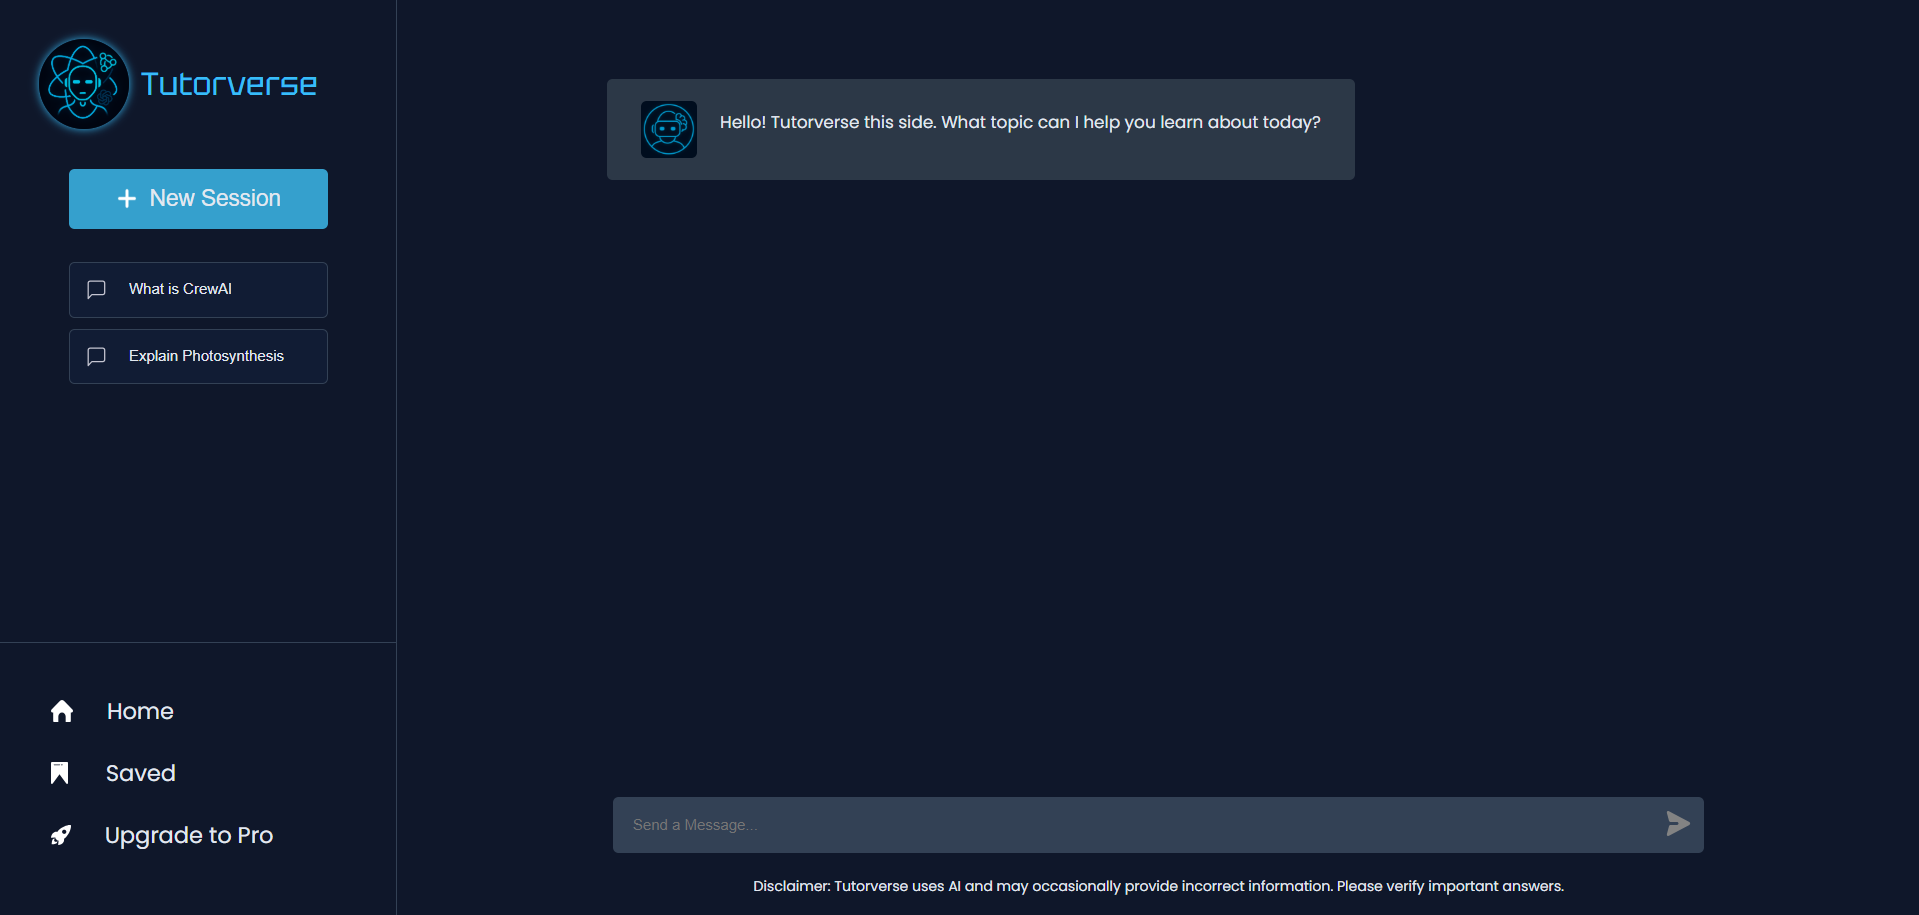 Tutorverse
New Session
What is CrewAI
Explain Photosynthesis
Home
Saved
Upgrade to Pro
Hello! Tutorverse this side. What topic can I help you learn about today?
Send a Message...
Disclaimer: Tutorverse uses AI and may occasionally provide incorrect information. Please verify important answers.